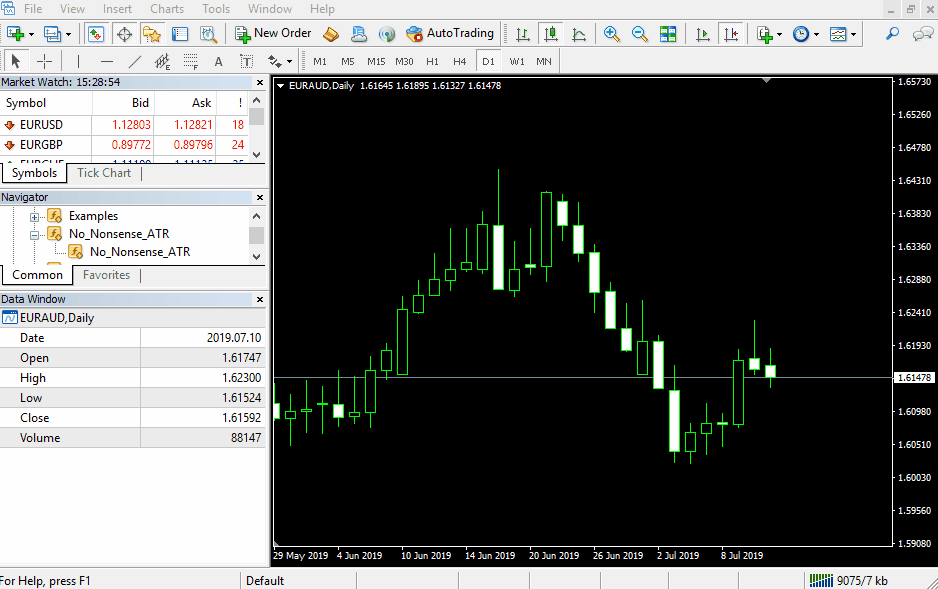 File View Insert Charts Tools Window Help
New Order AutoTrading
A T M1 M5 M15 M30 H1 H4 D1 W1 MN
Market Watch: 15:28:54
Symbol Bid Ask !
EURUSD 1.12803 1.12821 18
EURGBP 0.89772 0.89796 24
Symbols Tick Chart
Navigator
Examples
No_Nonsense_ATR
No_Nonsense_ATR
Common Favorites
Data Window
EURAUD,Daily
Date 2019.07.10
Open 1.61747
High 1.62300
Low 1.61524
Close 1.61592
Volume 88147
EURAUD,Daily 1.61645 1.61895 1.61327 1.61478
1.65730
1.65260
1.64780
1.64310
1.63830
1.63360
1.62880
1.62410
1.61930
1.61478
1.60980
1.60510
1.60030
1.59560
1.59080
29 May 2019 4 Jun 2019 10 Jun 2019 14 Jun 2019 20 Jun 2019 26 Jun 2019 2 Jul 2019 8 Jul 2019
For Help, press F1 Default 9075/7 kb